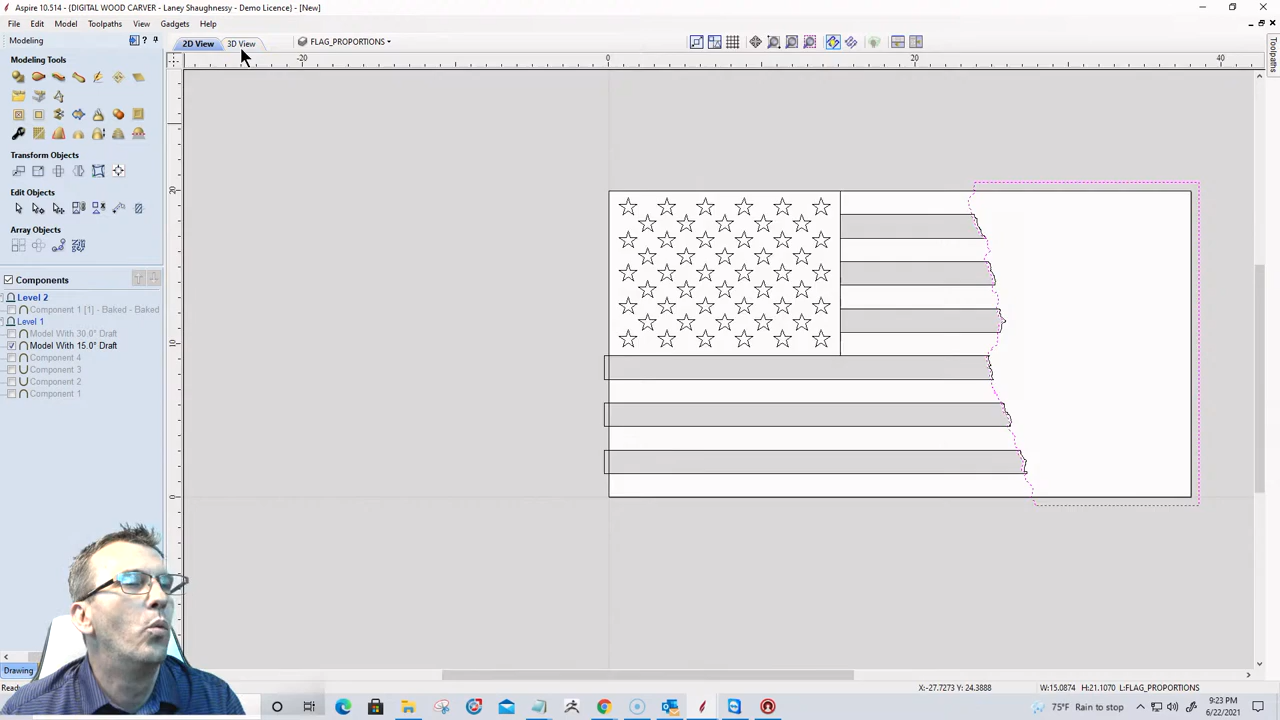 Aspire 10.514 - (DIGITAL WOOD CARVER - Laney Shaughnessy - Demo Licence) - [New]
File Edit Model Toolpaths View Gadgets Help
Modeling
2D View 3D View FLAG_PROPORTIONS
Toolpaths
-20 0 20 40
Modeling Tools
Transform Objects
Edit Objects
Array Objects
20
10
0
Components
Level 2
Component 1 [1] - Baked - Baked
Level 1
Model With 30.0° Draft
Model With 15.0° Draft
Component 4
Component 3
Component 2
Component 1
Drawing
X:-27.7273 Y: 24.3888 W:15.0874 H:21.1070 L:FLAG_PROPORTIONS
75°F Rain to stop
9:23 PM
6/22/2021